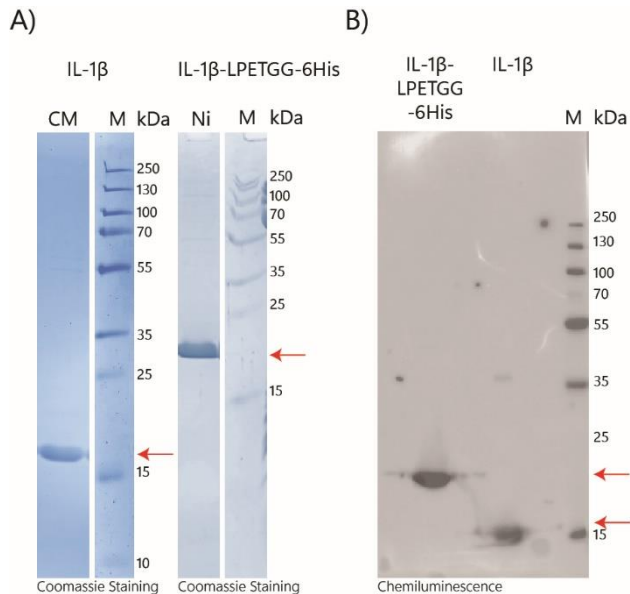 A)
IL-1β
IL-1β-LPETGG-6His
CM M kDa
Ni M kDa
250
130
100
70
55
35
25
15
10
250
100
70
55
35
25
15
Coomassie Staining
Coomassie Staining
B)
IL-1β-
LPETGG
-6His
IL-1β
M kDa
250
130
100
70
55
35
25
15
Chemiluminescence